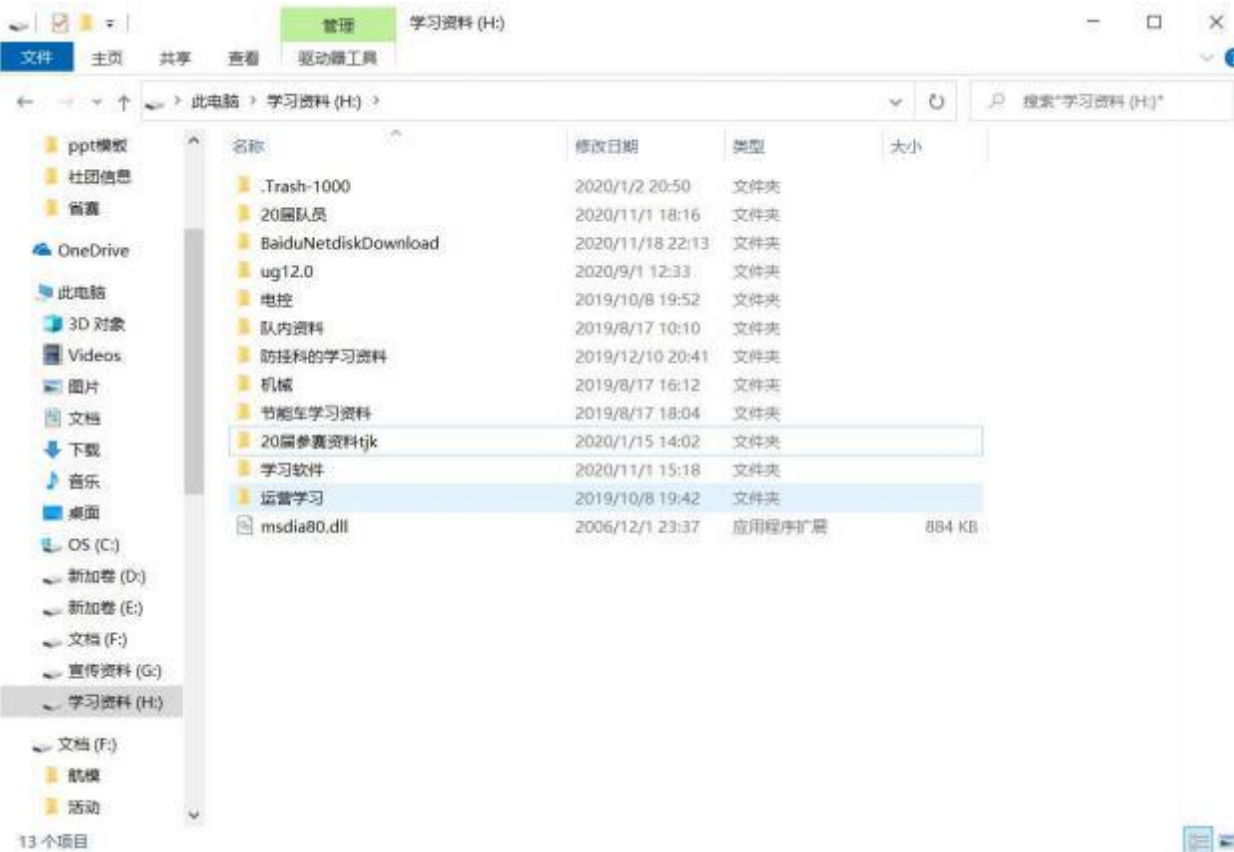 管理 学习资料 (H:)
文件 主页 共享 查看 驱动器工具
此电脑 › 学习资料 (H:) › 搜索"学习资料 (H:)"
ppt模板
社团信息
省赛
OneDrive
此电脑
3D 对象
Videos
图片
文档
下载
音乐
桌面
OS (C:)
新加卷 (D:)
新加卷 (E:)
文档 (F:)
宣传资料 (G:)
学习资料 (H:)
文档 (F:)
航模
活动
名称 修改日期 类型 大小
.Trash-1000 2020/1/2 20:50 文件夹
20届队员 2020/11/1 18:16 文件夹
BaiduNetdiskDownload 2020/11/18 22:13 文件夹
ug12.0 2020/9/1 12:33 文件夹
电控 2019/10/8 19:52 文件夹
队内资料 2019/8/17 10:10 文件夹
防挂科的学习资料 2019/12/10 20:41 文件夹
机械 2019/8/17 16:12 文件夹
节能车学习资料 2019/8/17 18:04 文件夹
20届参赛资料tjk 2020/1/15 14:02 文件夹
学习软件 2020/11/1 15:18 文件夹
运营学习 2019/10/8 19:42 文件夹
msdia80.dll 2006/12/1 23:37 应用程序扩展 884 KB
13 个项目